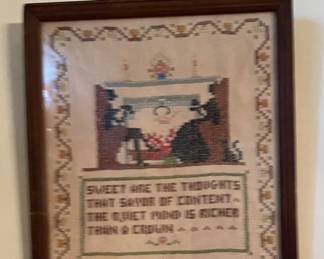 SWEET ARE THE THOUGHTS
THAT SAVOR OF CONTENT
THE QUIET MIND IS RICHER
THAN A CROWN